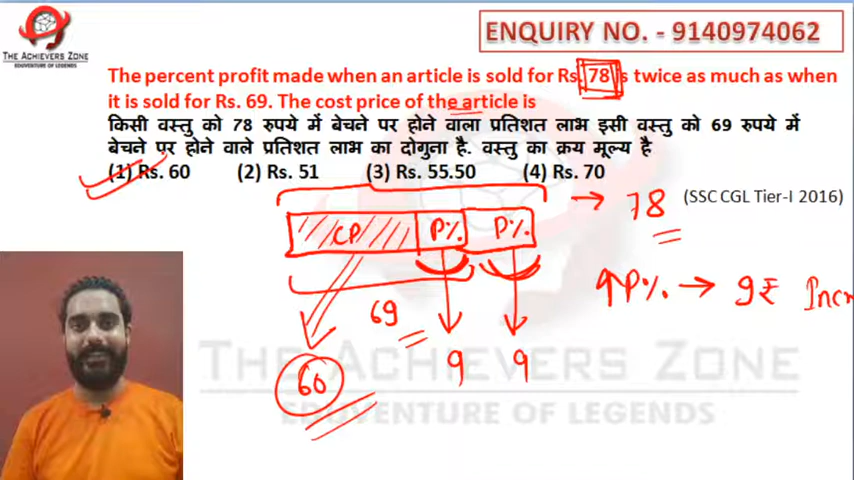 THE ACHIEVERS ZONE
EDUVENTURE OF LEGENDS
ENQUIRY NO. - 9140974062
The percent profit made when an article is sold for Rs. 78 is twice as much as when
it is sold for Rs. 69. The cost price of the article is
किसी वस्तु को 78 रुपये में बेचने पर होने वाला प्रतिशत लाभ इसी वस्तु को 69 रुपये में
बेचने पर होने वाले प्रतिशत लाभ का दोगुना है. वस्तु का क्रय मूल्य है
(1) Rs. 60 (2) Rs. 51 (3) Rs. 55.50 (4) Rs. 70
(SSC CGL Tier-I 2016)
→ 78
CP P% P%
P% → 9₹ Incr
69
9 9
60
THE ACHIEVERS ZONE
EDUVENTURE OF LEGENDS